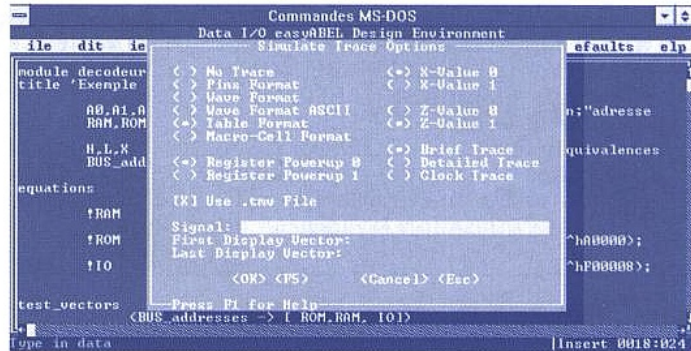 Commandes MS-DOS
Data I/O easyABEL Design Environment
ile dit ie Simulate Trace Options efaults elp
module decodeur
title 'Exemple
( ) No Trace (•) X-Value 0
( ) Pins Format ( ) X-Value 1
( ) Wave Format
A0,A1,A ( ) Wave Format ASCII ( ) Z-Value 0 n;"adresse
RAM,ROM (•) Table Format (•) Z-Value 1
( ) Macro-Cell Format
H,L,X (•) Brief Trace quivalences
BUS_add (•) Register Powerup 0 ( ) Detailed Trace
( ) Register Powerup 1 ( ) Clock Trace
equations
[X] Use .tmv File
!RAM
Signal:
!ROM First Display Vector: ^hA0000);
Last Display Vector:
!IO ^hF00008);
<OK> <F5> <Cancel> <Esc>
test_vectors Press F1 for Help
(BUS_addresses -> [ ROM,RAM, IO])
Type in data Insert 0018:024